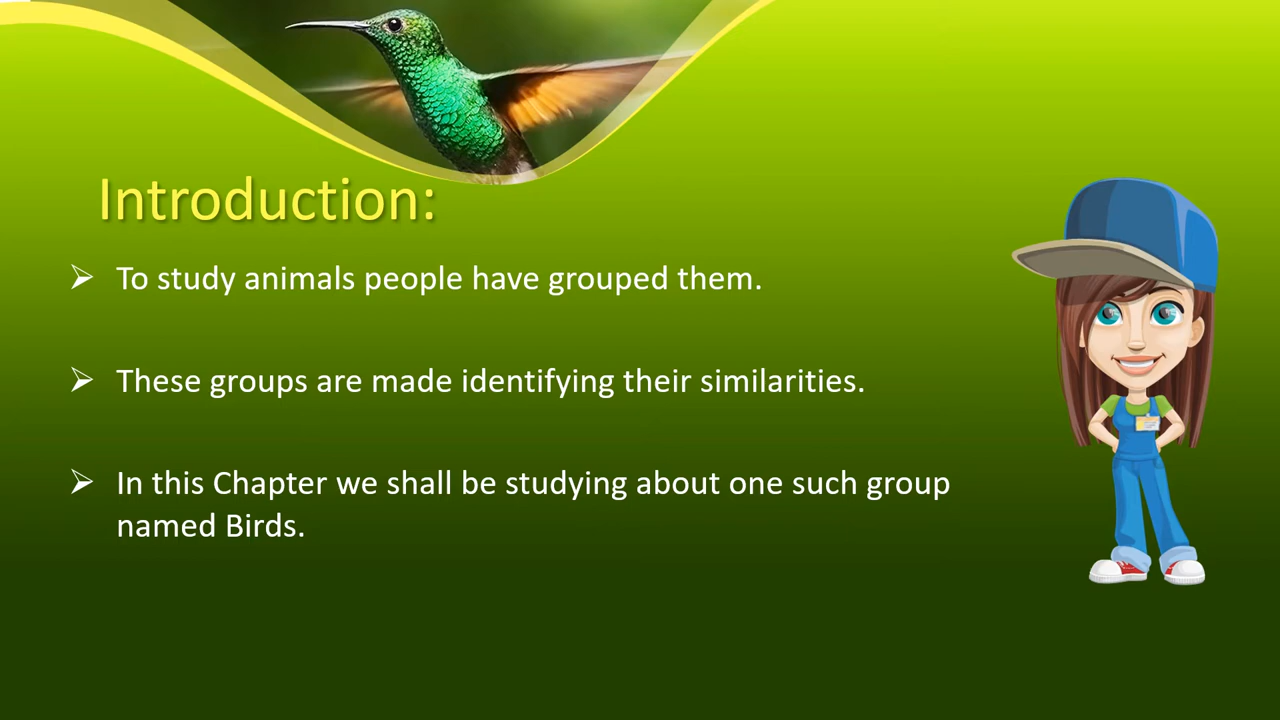 Introduction:
➢ To study animals people have grouped them.
➢ These groups are made identifying their similarities.
➢ In this Chapter we shall be studying about one such group
named Birds.